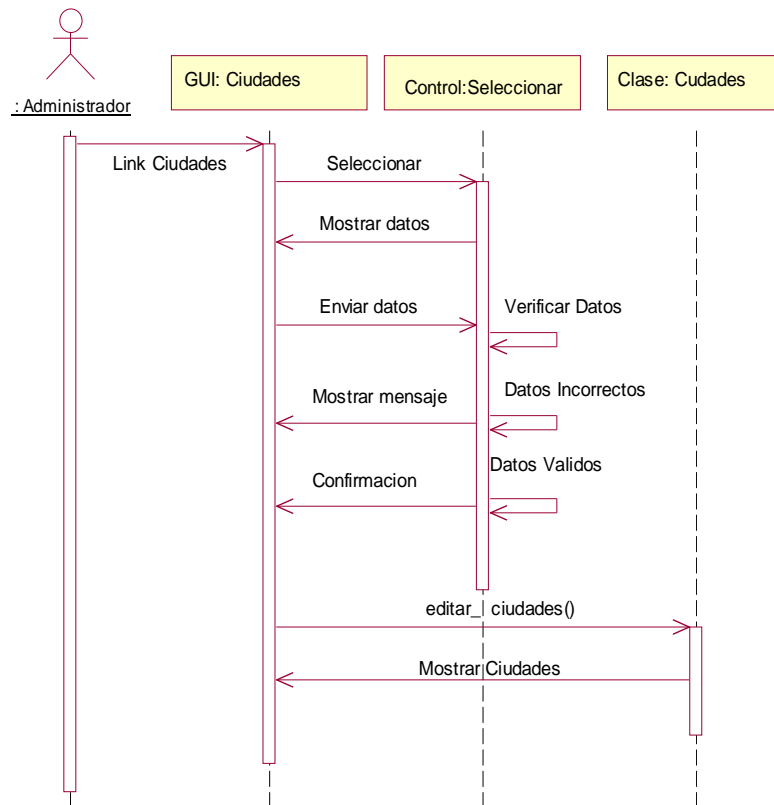 : Administrador
GUI: Ciudades
Control:Seleccionar
Clase: Cudades
Link Ciudades
Seleccionar
Mostrar datos
Enviar datos
Verificar Datos
Mostrar mensaje
Datos Incorrectos
Confirmacion
Datos Validos
editar_ ciudades()
Mostrar Ciudades